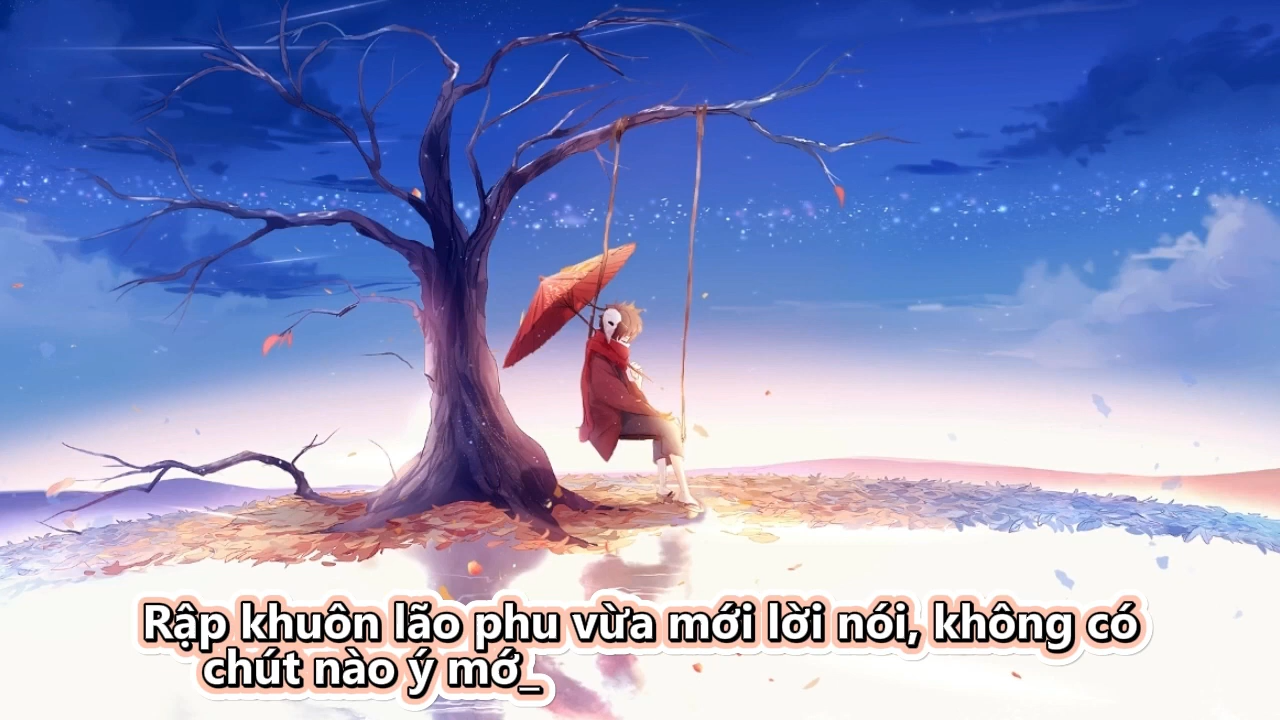 Rập khuôn lão phu vừa mới lời nói, không có
chút nào ý mớ_